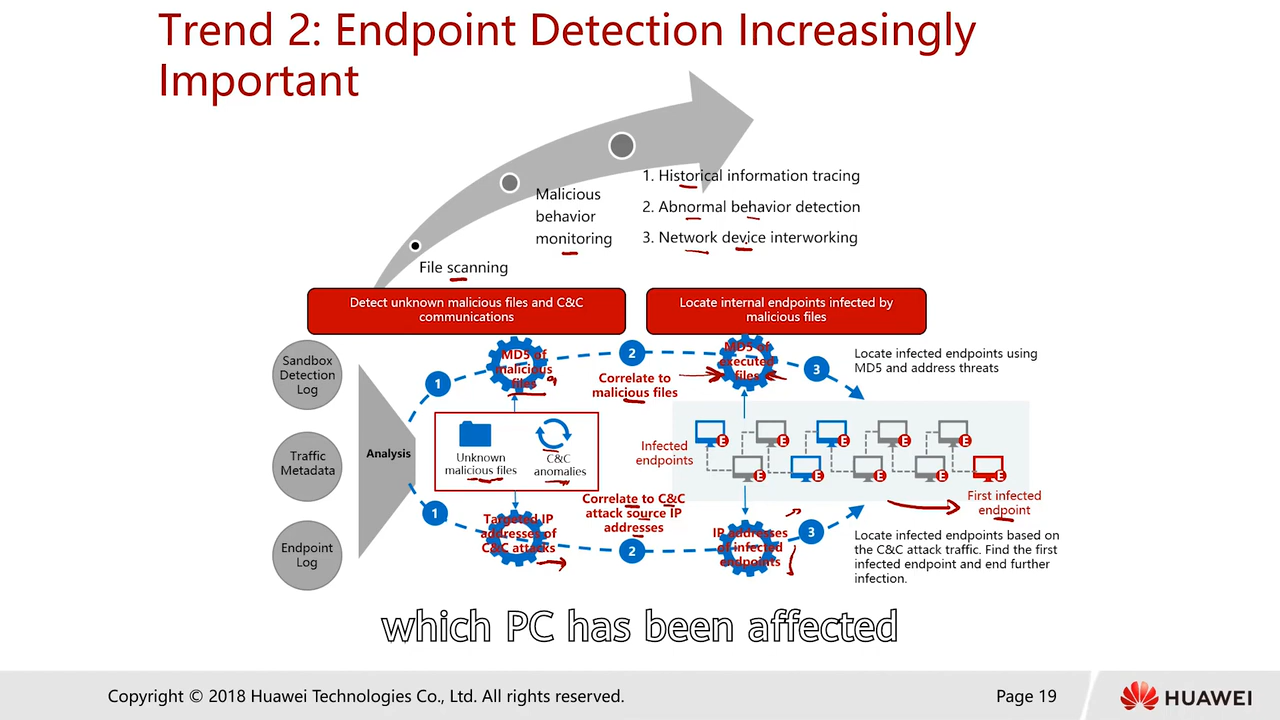 Trend 2: Endpoint Detection Increasingly
Important
1. Historical information tracing
Malicious
behavior
monitoring
2. Abnormal behavior detection
3. Network device interworking
File scanning
Detect unknown malicious files and C&C
communications
Locate internal endpoints infected by
malicious files
Sandbox
Detection
Log
Traffic
Metadata
Endpoint
Log
Analysis
1
MD5 of
malicious
files
2
Correlate to
malicious files
MD5 of
executed
files
3
Locate infected endpoints using
MD5 and address threats
Unknown
malicious files
C&C
anomalies
Infected
endpoints
E
E
E
E
E
E
E
E
E
E
First infected
endpoint
1
Targeted IP
addresses of
C&C attacks
Correlate to C&C
attack source IP
addresses
2
IP addresses
of infected
endpoints
3
Locate infected endpoints based on
the C&C attack traffic. Find the first
infected endpoint and end further
infection.
which PC has been affected
Copyright © 2018 Huawei Technologies Co., Ltd. All rights reserved.
Page 19
HUAWEI